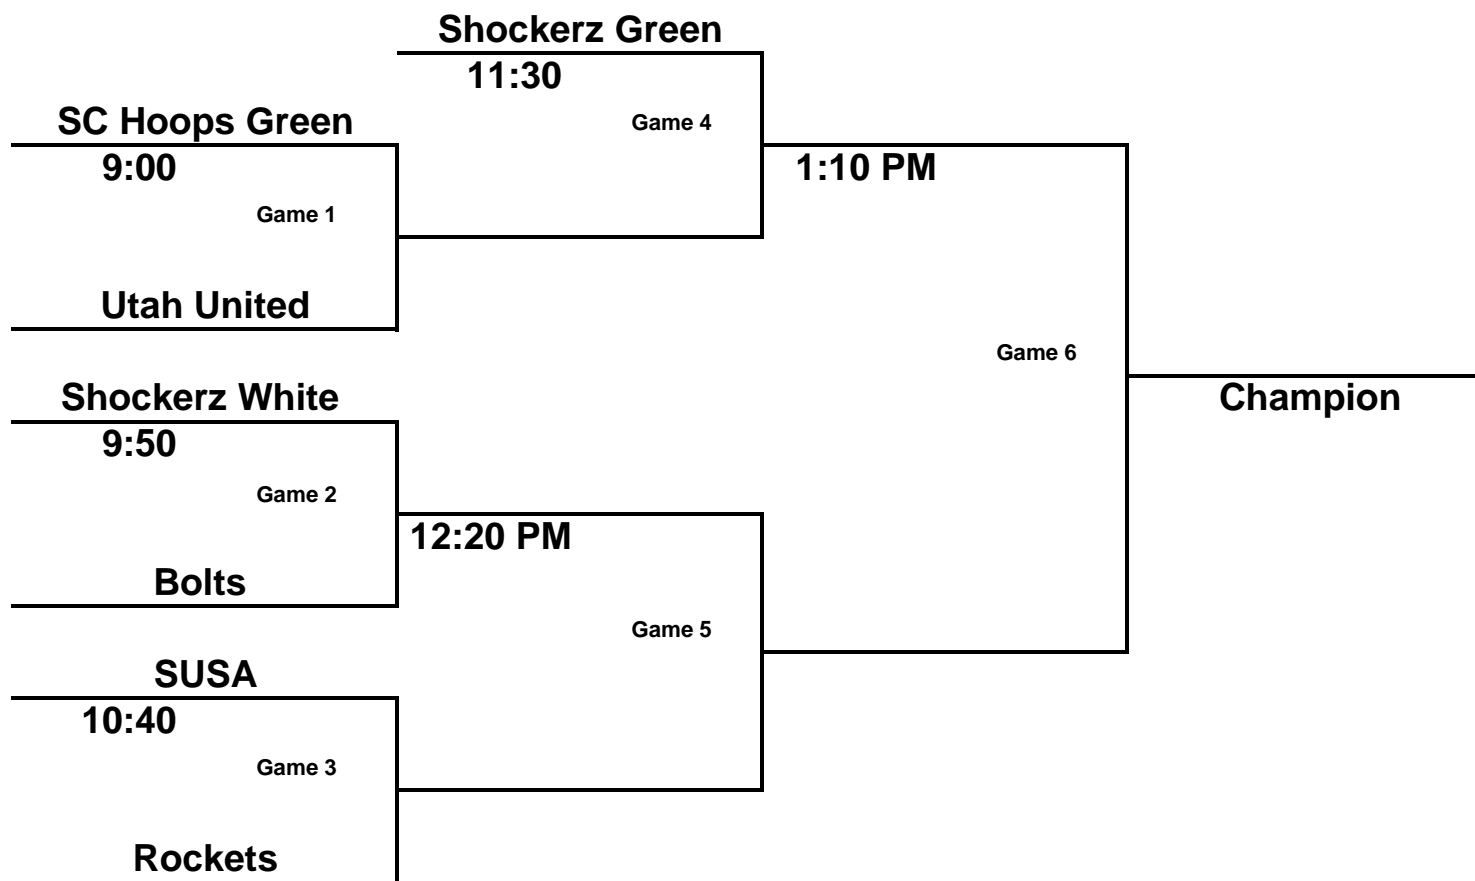 Shockerz Green
11:30
SC Hoops Green
Game 4
9:00
1:10 PM
Game 1
Utah United
Game 6
Shockerz White
Champion
9:50
Game 2
12:20 PM
Bolts
Game 5
SUSA
10:40
Game 3
Rockets